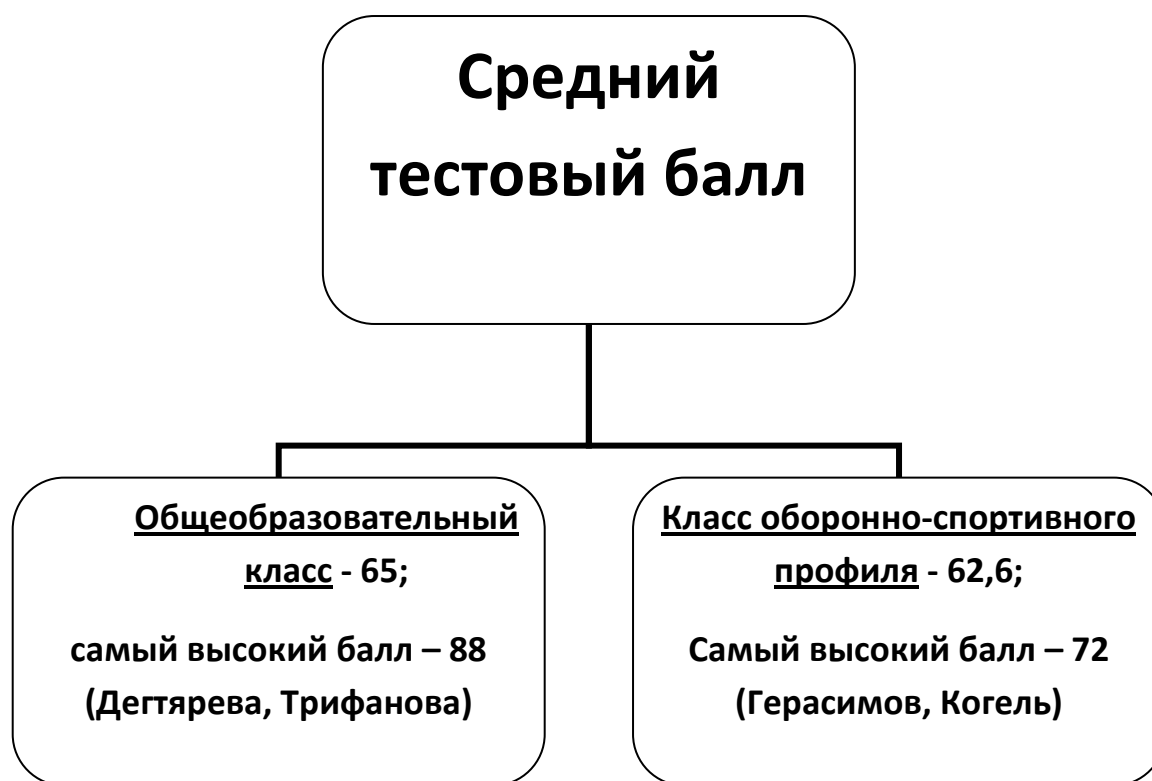 Средний
тестовый балл
Общеобразовательный
класс - 65;
самый высокий балл – 88
(Дегтярева, Трифанова)
Класс оборонно-спортивного
профиля - 62,6;
Самый высокий балл – 72
(Герасимов, Когель)